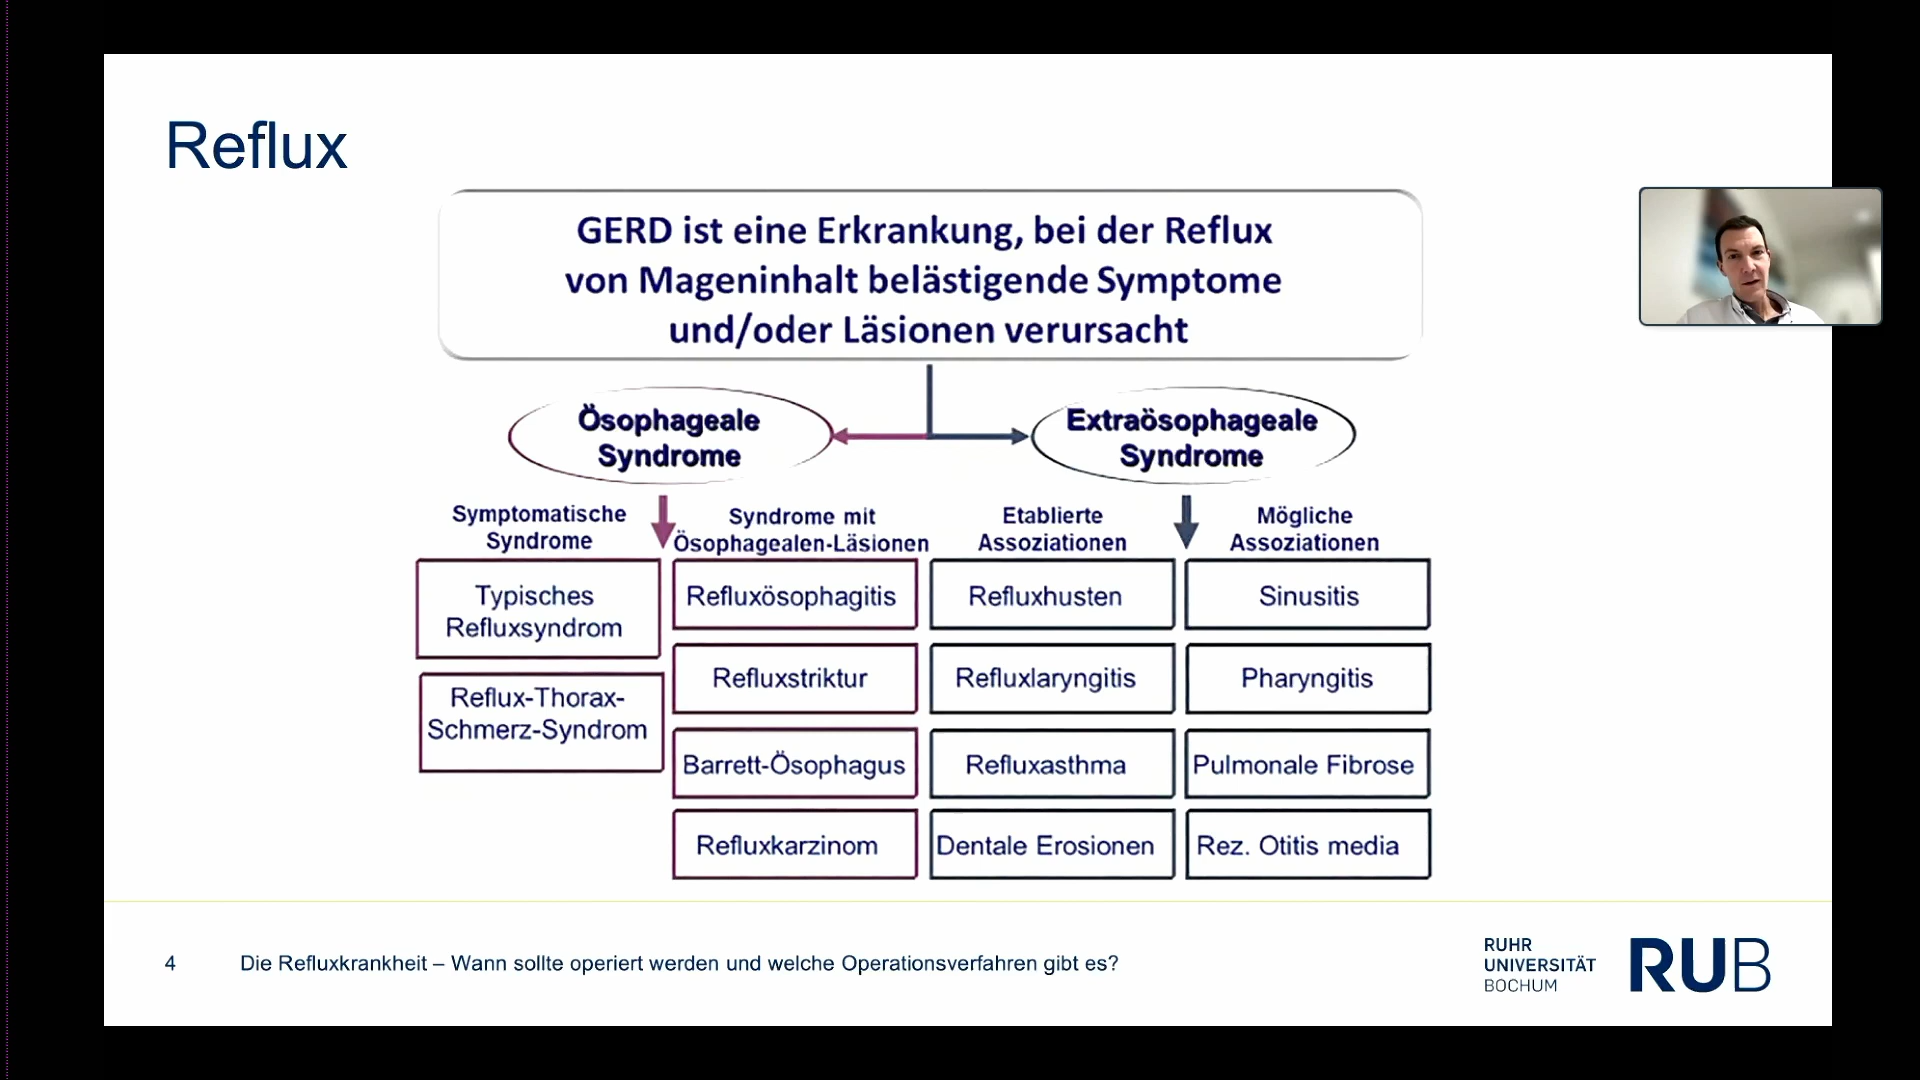 Reflux
GERD ist eine Erkrankung, bei der Reflux
von Mageninhalt belästigende Symptome
und/oder Läsionen verursacht
Ösophageale
Syndrome
Extraösophageale
Syndrome
Symptomatische
Syndrome
Typisches
Refluxsyndrom
Reflux-Thorax-
Schmerz-Syndrom
Syndrome mit
Ösophagealen-Läsionen
Refluxösophagitis
Refluxstriktur
Barrett-Ösophagus
Refluxkarzinom
Etablierte
Assoziationen
Refluxhusten
Refluxlaryngitis
Refluxasthma
Dentale Erosionen
Mögliche
Assoziationen
Sinusitis
Pharyngitis
Pulmonale Fibrose
Rez. Otitis media
4
Die Refluxkrankheit – Wann sollte operiert werden und welche Operationsverfahren gibt es?
RUHR
UNIVERSITÄT
BOCHUM
RUB